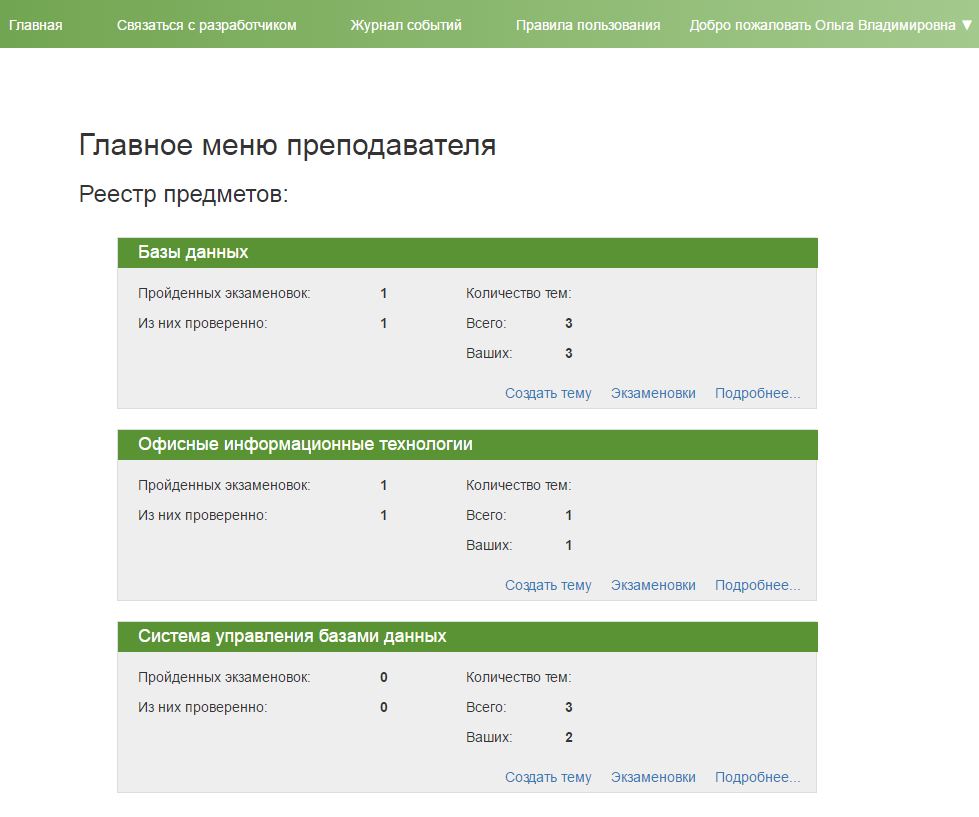 Главная Связаться с разработчиком Журнал событий Правила пользования Добро пожаловать Ольга Владимировна ▼
Главное меню преподавателя
Реестр предметов:
Базы данных
Пройденных экзаменовок: 1 Количество тем:
Из них проверенно: 1 Всего: 3
Ваших: 3
Создать тему Экзаменовки Подробнее...
Офисные информационные технологии
Пройденных экзаменовок: 1 Количество тем:
Из них проверенно: 1 Всего: 1
Ваших: 1
Создать тему Экзаменовки Подробнее...
Система управления базами данных
Пройденных экзаменовок: 0 Количество тем:
Из них проверенно: 0 Всего: 3
Ваших: 2
Создать тему Экзаменовки Подробнее...